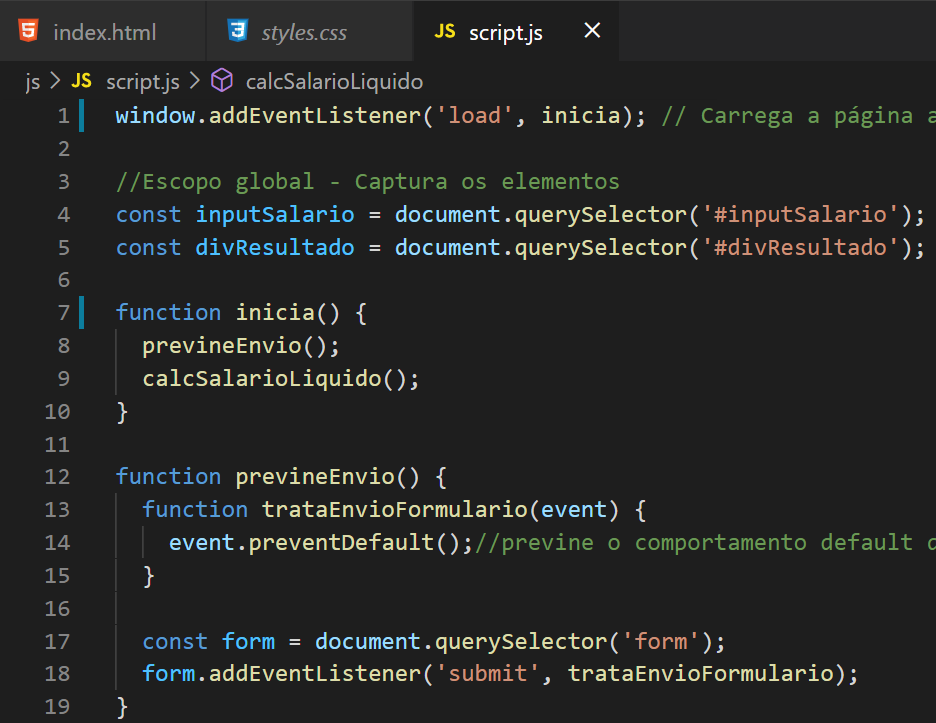 index.html styles.css JS script.js
js > JS script.js > calcSalarioLiquido
1 window.addEventListener('load', inicia); // Carrega a página a
2
3 //Escopo global - Captura os elementos
4 const inputSalario = document.querySelector('#inputSalario');
5 const divResultado = document.querySelector('#divResultado');
6
7 function inicia() {
8 previneEnvio();
9 calcSalarioLiquido();
10 }
11
12 function previneEnvio() {
13 function trataEnvioFormulario(event) {
14 event.preventDefault();//previne o comportamento default d
15 }
16
17 const form = document.querySelector('form');
18 form.addEventListener('submit', trataEnvioFormulario);
19 }